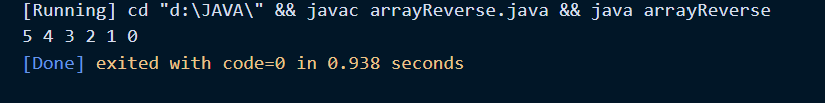 [Running] cd "d:\JAVA\" && javac arrayReverse.java && java arrayReverse
5 4 3 2 1 0
[Done] exited with code=0 in 0.938 seconds